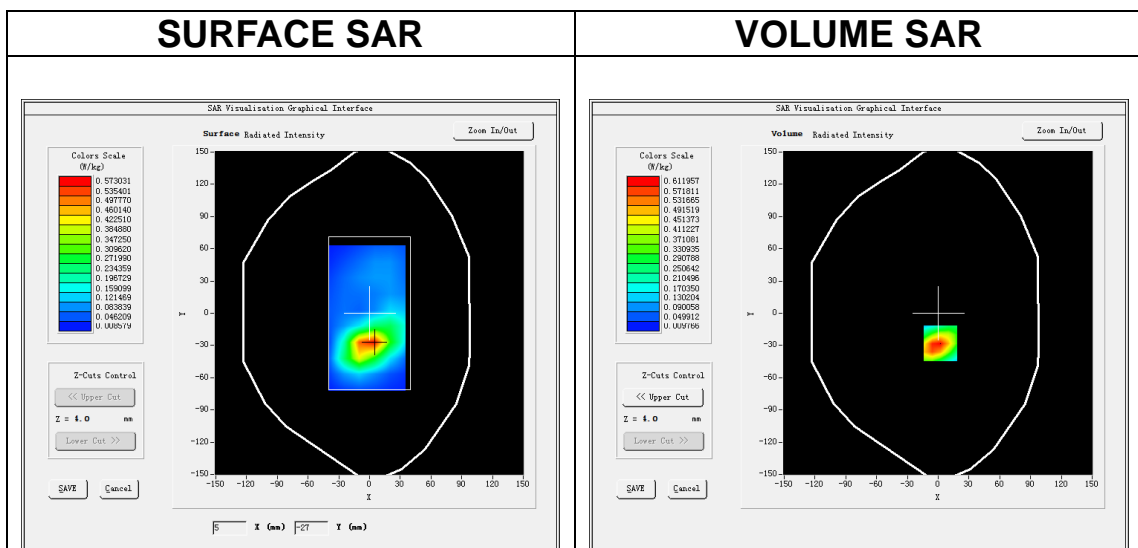 SURFACE SAR
VOLUME SAR
SAR Visualisation Graphical Interface
Surface Radiated Intensity
Zoom In/Out
Colors Scale
(W/kg)
0.573031
0.535401
0.497770
0.460140
0.422510
0.384880
0.347250
0.309620
0.271990
0.234359
0.196729
0.159099
0.121469
0.083839
0.046209
0.008579
Z-Cuts Control
<< Upper Cut
Z = 4.0 mm
Lower Cut >>
SAVE Cancel
150
120
90
60
30
0
-30
-60
-90
-120
-150
Y
-150 -120 -90 -60 -30 0 30 60 90 120 150
X
5 X (mm) -27 Y (mm)
SAR Visualisation Graphical Interface
Volume Radiated Intensity
Zoom In/Out
Colors Scale
(W/kg)
0.611957
0.571811
0.531665
0.491519
0.451373
0.411227
0.371081
0.330935
0.290788
0.250642
0.210496
0.170350
0.130204
0.090058
0.049912
0.009766
Z-Cuts Control
<< Upper Cut
Z = 4.0 mm
Lower Cut >>
SAVE Cancel
150
120
90
60
30
0
-30
-60
-90
-120
-150
Y
-150 -120 -90 -60 -30 0 30 60 90 120 150
X